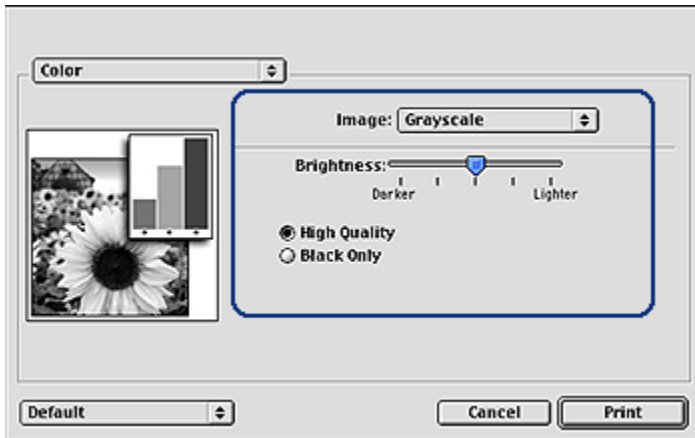 Color
Image: Grayscale
Brightness:
Darker Lighter
High Quality
Black Only
Default
Cancel Print